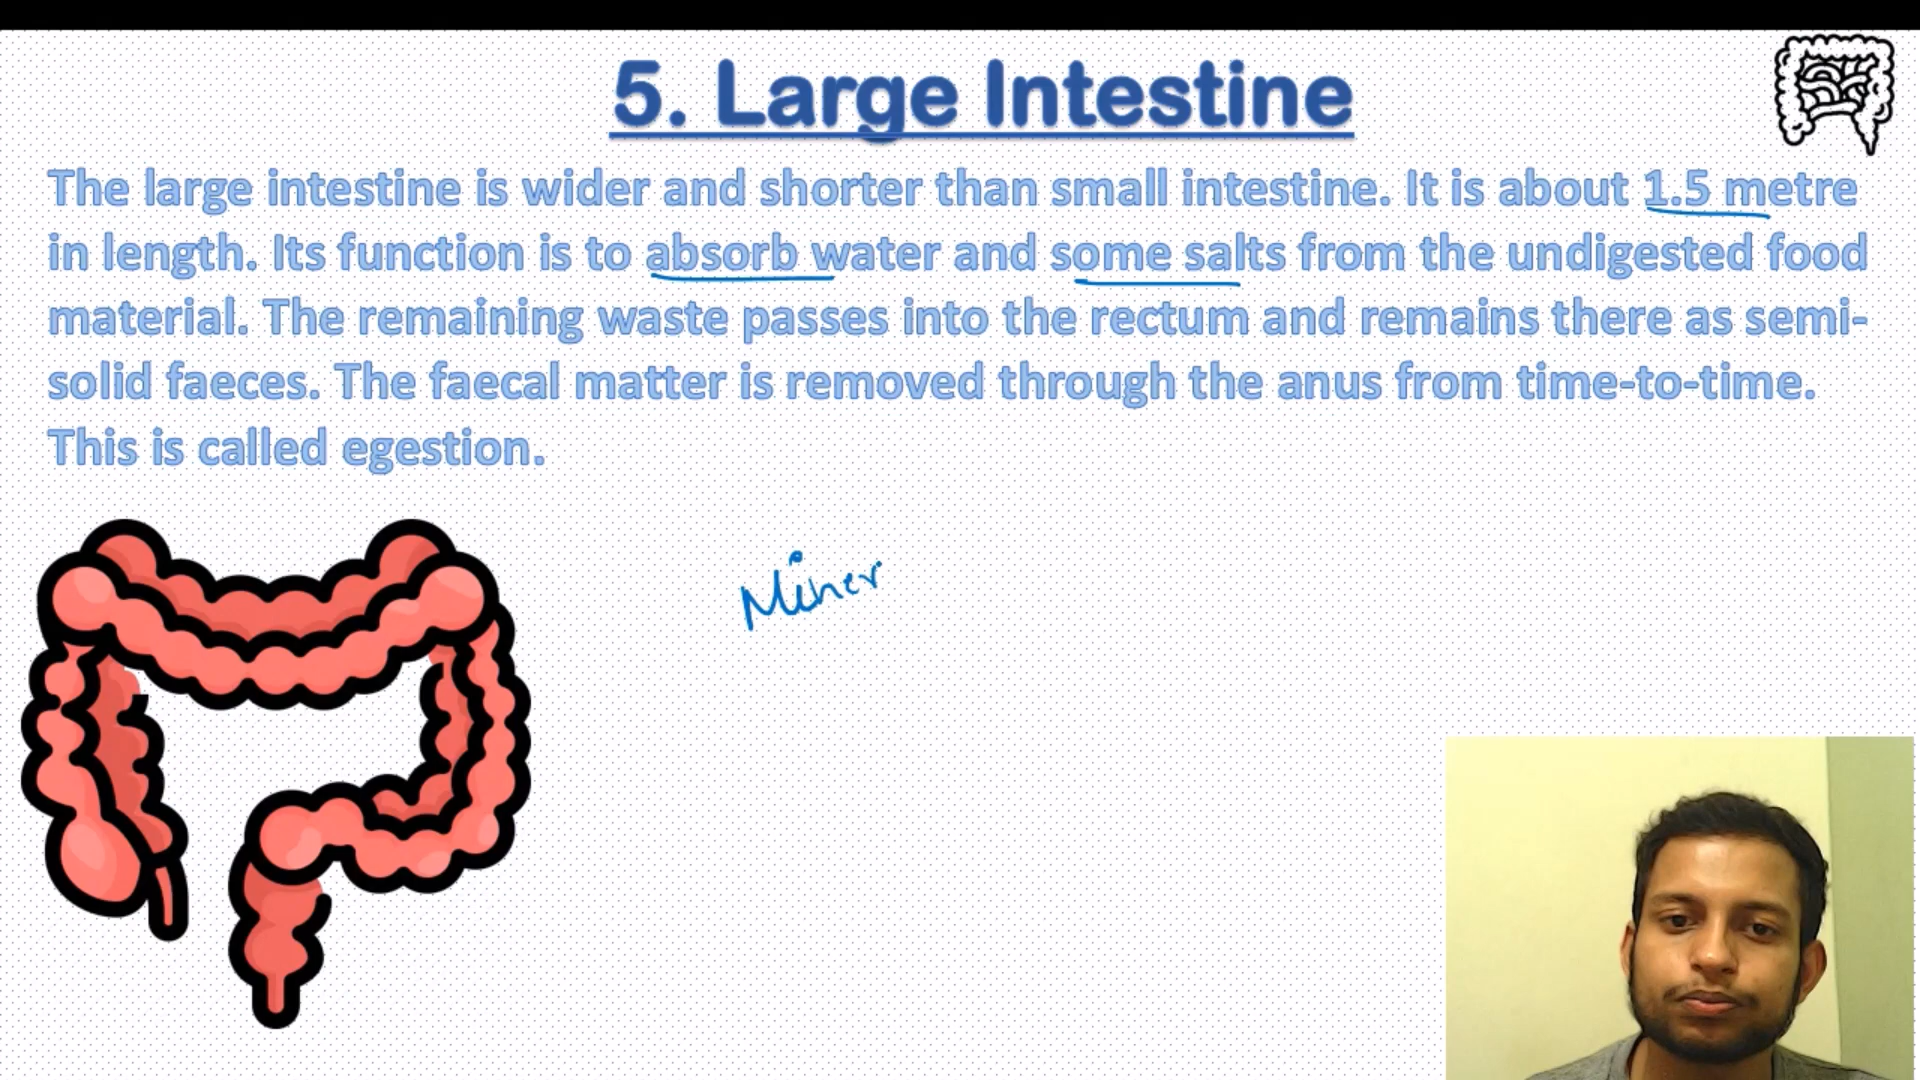 5. Large Intestine
The large intestine is wider and shorter than small intestine. It is about 1.5 metre
in length. Its function is to absorb water and some salts from the undigested food
material. The remaining waste passes into the rectum and remains there as semi-
solid faeces. The faecal matter is removed through the anus from time-to-time.
This is called egestion.
Miner